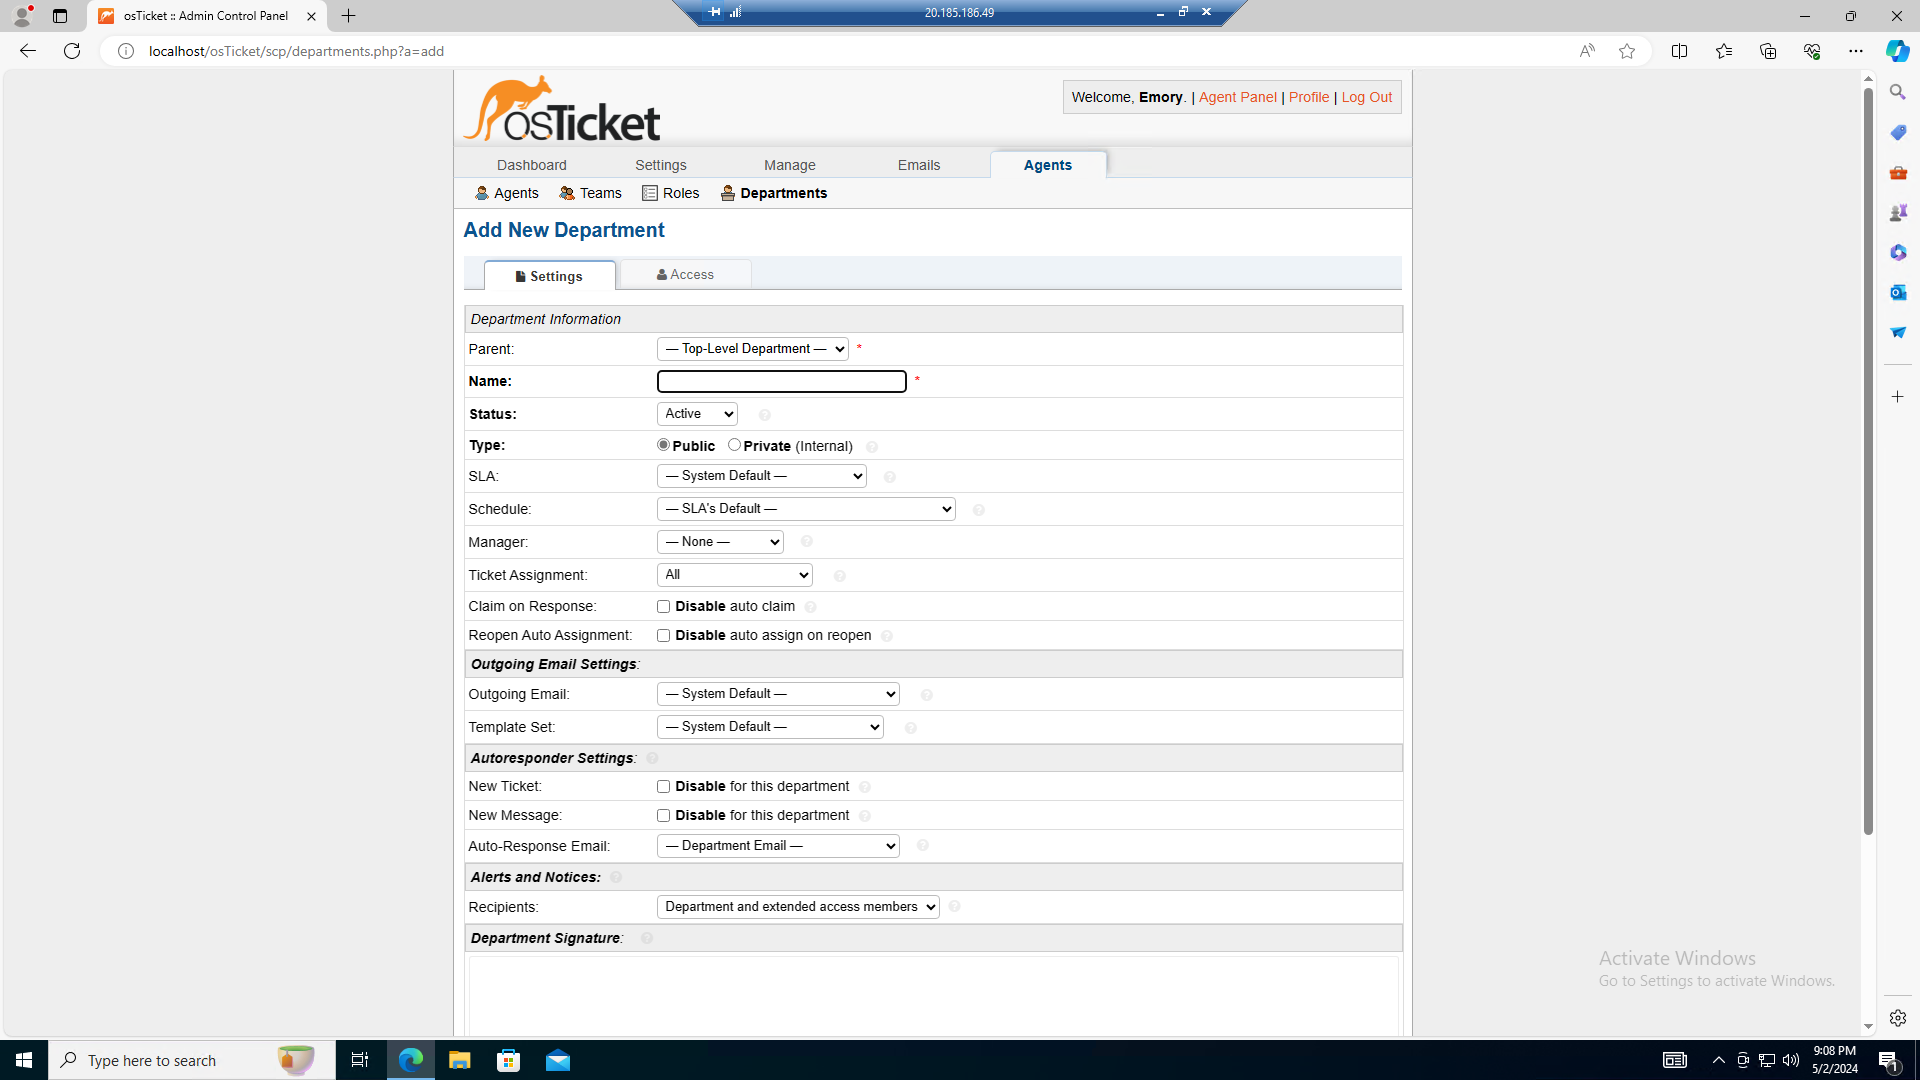 osTicket :: Admin Control Panel
20.185.186.49
localhost/osTicket/scp/departments.php?a=add
osTicket
Welcome, Emory. | Agent Panel | Profile | Log Out
Dashboard Settings Manage Emails Agents
Agents Teams Roles Departments
Add New Department
Settings Access
Department Information
Parent: — Top-Level Department — *
Name: *
Status: Active
Type: Public Private (Internal)
SLA: — System Default —
Schedule: — SLA's Default —
Manager: — None —
Ticket Assignment: All
Claim on Response: Disable auto claim
Reopen Auto Assignment: Disable auto assign on reopen
Outgoing Email Settings:
Outgoing Email: — System Default —
Template Set: — System Default —
Autoresponder Settings:
New Ticket: Disable for this department
New Message: Disable for this department
Auto-Response Email: — Department Email —
Alerts and Notices:
Recipients: Department and extended access members
Department Signature:
Activate Windows
Go to Settings to activate Windows.
Type here to search
9:08 PM
5/2/2024
1